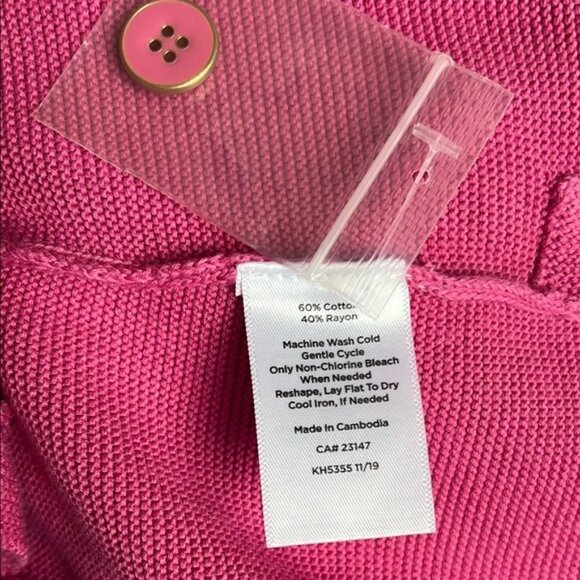 60% Cotton
40% Rayon
Machine Wash Cold
Gentle Cycle
Only Non-Chlorine Bleach
When Needed
Reshape, Lay Flat To Dry
Cool Iron, If Needed
Made In Cambodia
CA# 23147
KH5355 11/19